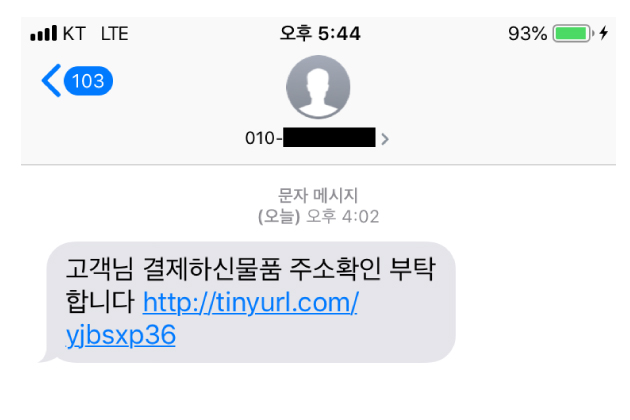 KT LTE 오후 5:44 93%
103
010-
문자 메시지
(오늘) 오후 4:02
고객님 결제하신물품 주소확인 부탁
합니다 http://tinyurl.com/
yjbsxp36